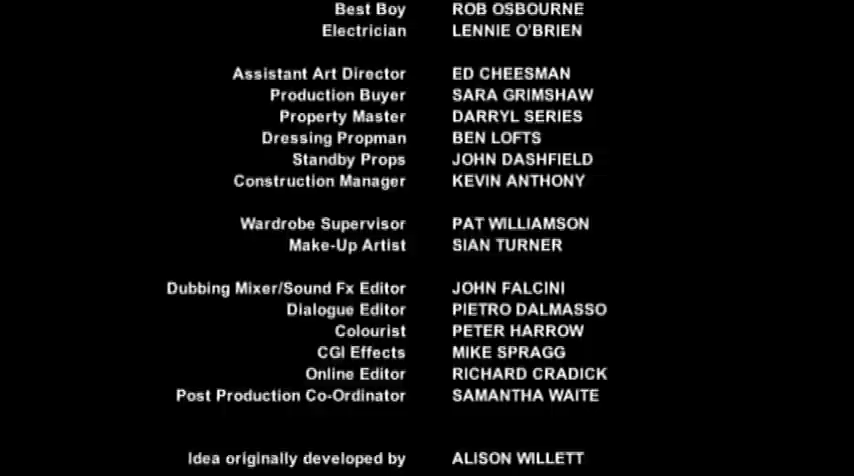 Best Boy ROB OSBOURNE
Electrician LENNIE O'BRIEN
Assistant Art Director ED CHEESMAN
Production Buyer SARA GRIMSHAW
Property Master DARRYL SERIES
Dressing Propman BEN LOFTS
Standby Props JOHN DASHFIELD
Construction Manager KEVIN ANTHONY
Wardrobe Supervisor PAT WILLIAMSON
Make-Up Artist SIAN TURNER
Dubbing Mixer/Sound Fx Editor JOHN FALCINI
Dialogue Editor PIETRO DALMASSO
Colourist PETER HARROW
CGI Effects MIKE SPRAGG
Online Editor RICHARD CRADICK
Post Production Co-Ordinator SAMANTHA WAITE
Idea originally developed by ALISON WILLETT